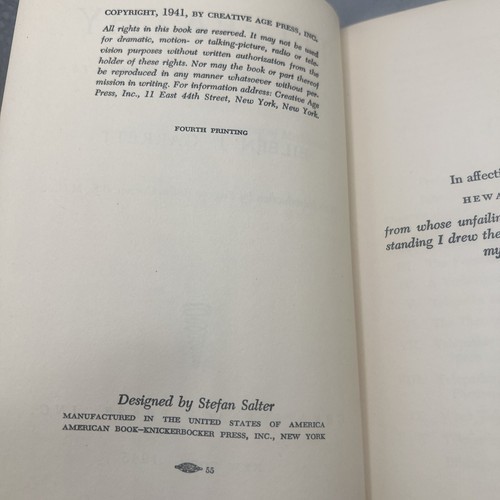 COPYRIGHT, 1941, BY CREATIVE AGE PRESS, INC.
All rights in this book are reserved. It may not be used
for dramatic, motion- or talking-picture, radio or tele-
vision purposes without written authorization from the
holder of these rights. Nor may the book or part thereof
be reproduced in any manner whatsoever without per-
mission in writing. For information address: Creative Age
Press, Inc., 11 East 44th Street, New York, New York.
FOURTH PRINTING
Designed by Stefan Salter
MANUFACTURED IN THE UNITED STATES OF AMERICA
AMERICAN BOOK–KNICKERBOCKER PRESS, INC., NEW YORK
55
In affecti
HEWA
from whose unfailin
standing I drew the
my